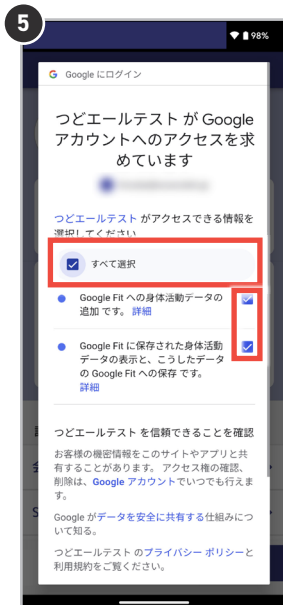 5
98%
G Google にログイン
つどエールテスト が Google
アカウントへのアクセスを求
めています
つどエールテスト がアクセスできる情報を
選択してください
すべて選択
Google Fit への身体活動データの
追加 です。 詳細
Google Fit に保存された身体活動
データの表示と、こうしたデータ
の Google Fit への保存 です。
詳細
つどエールテスト を信頼できることを確認
お客様の機密情報をこのサイトやアプリと共
有することがあります。 アクセス権の確認、
削除は、Google アカウントでいつでも行えま
す。
Google がデータを安全に共有する仕組みにつ
いて知る。
つどエールテスト のプライバシー ポリシーと
利用規約をご覧ください。